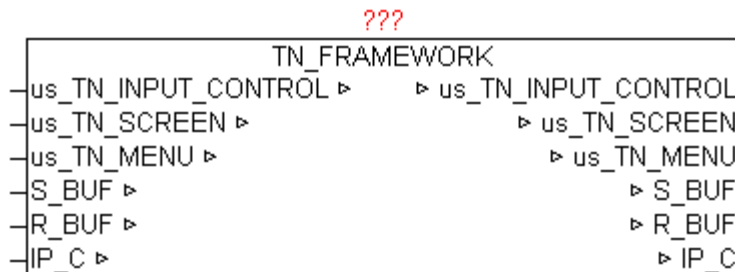 ???
TN_FRAMEWORK
us_TN_INPUT_CONTROL ▷ ▷ us_TN_INPUT_CONTROL
us_TN_SCREEN ▷ ▷ us_TN_SCREEN
us_TN_MENU ▷ ▷ us_TN_MENU
S_BUF ▷ ▷ S_BUF
R_BUF ▷ ▷ R_BUF
IP_C ▷ ▷ IP_C